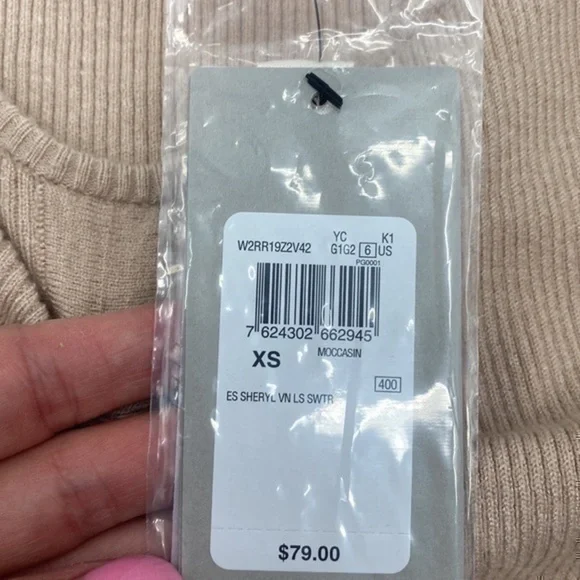 W2RR19Z2V42 YC K1
G1G2 6 US
PG0001
7 624302 662945
XS MOCCASIN
400
ES SHERYL VN LS SWTR
$79.00